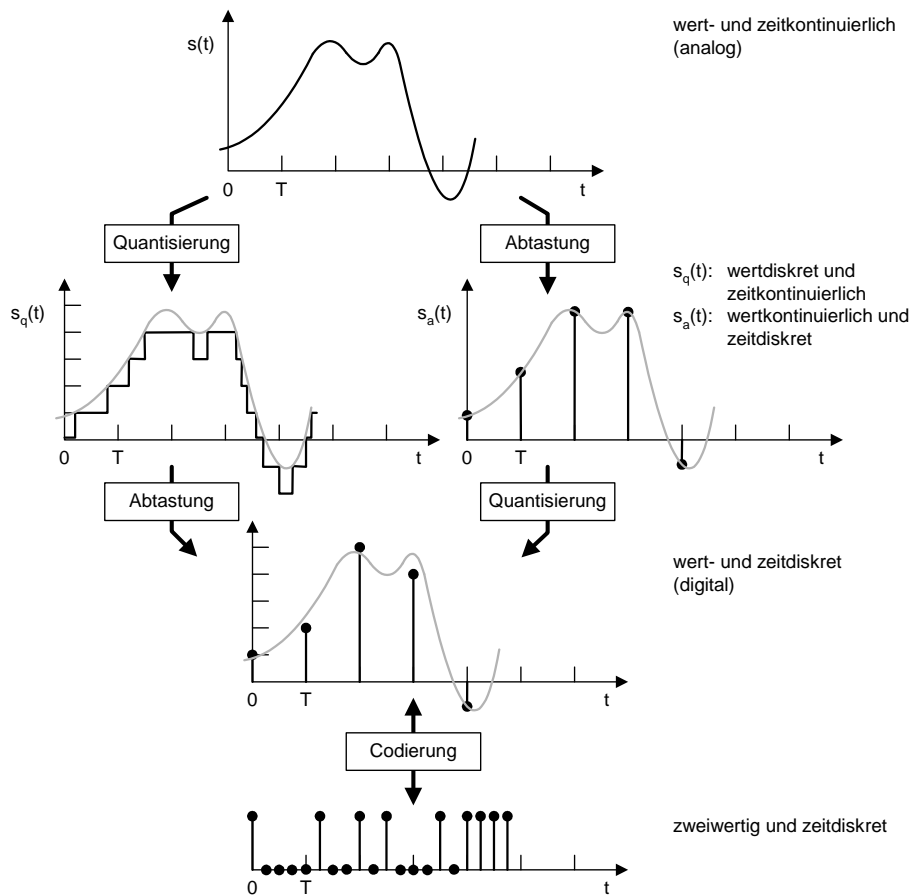 wert- und zeitkontinuierlich
(analog)
s(t)
0 T t
Quantisierung
Abtastung
s_q(t): wertdiskret und
zeitkontinuierlich
s_a(t): wertkontinuierlich und
zeitdiskret
s_q(t)
s_a(t)
0 T t
0 T t
Abtastung
Quantisierung
wert- und zeitdiskret
(digital)
0 T t
Codierung
zweiwertig und zeitdiskret
0 T t